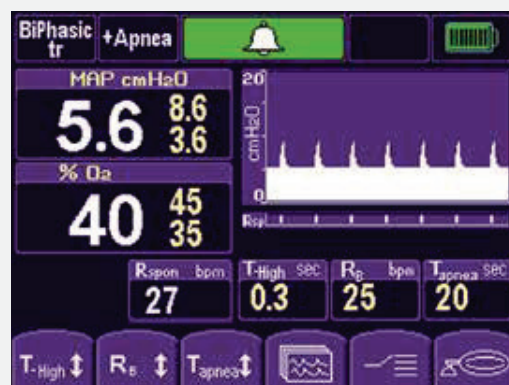 BiPhasic
tr
+Apnea
MAP cmH2O
5.6
8.6
3.6
% O2
40
45
35
20
cmH2O
0
Rsp
Rspon bpm
27
T-High sec
0.3
RB bpm
25
Tapnea sec
20
T-High
RB
Tapnea